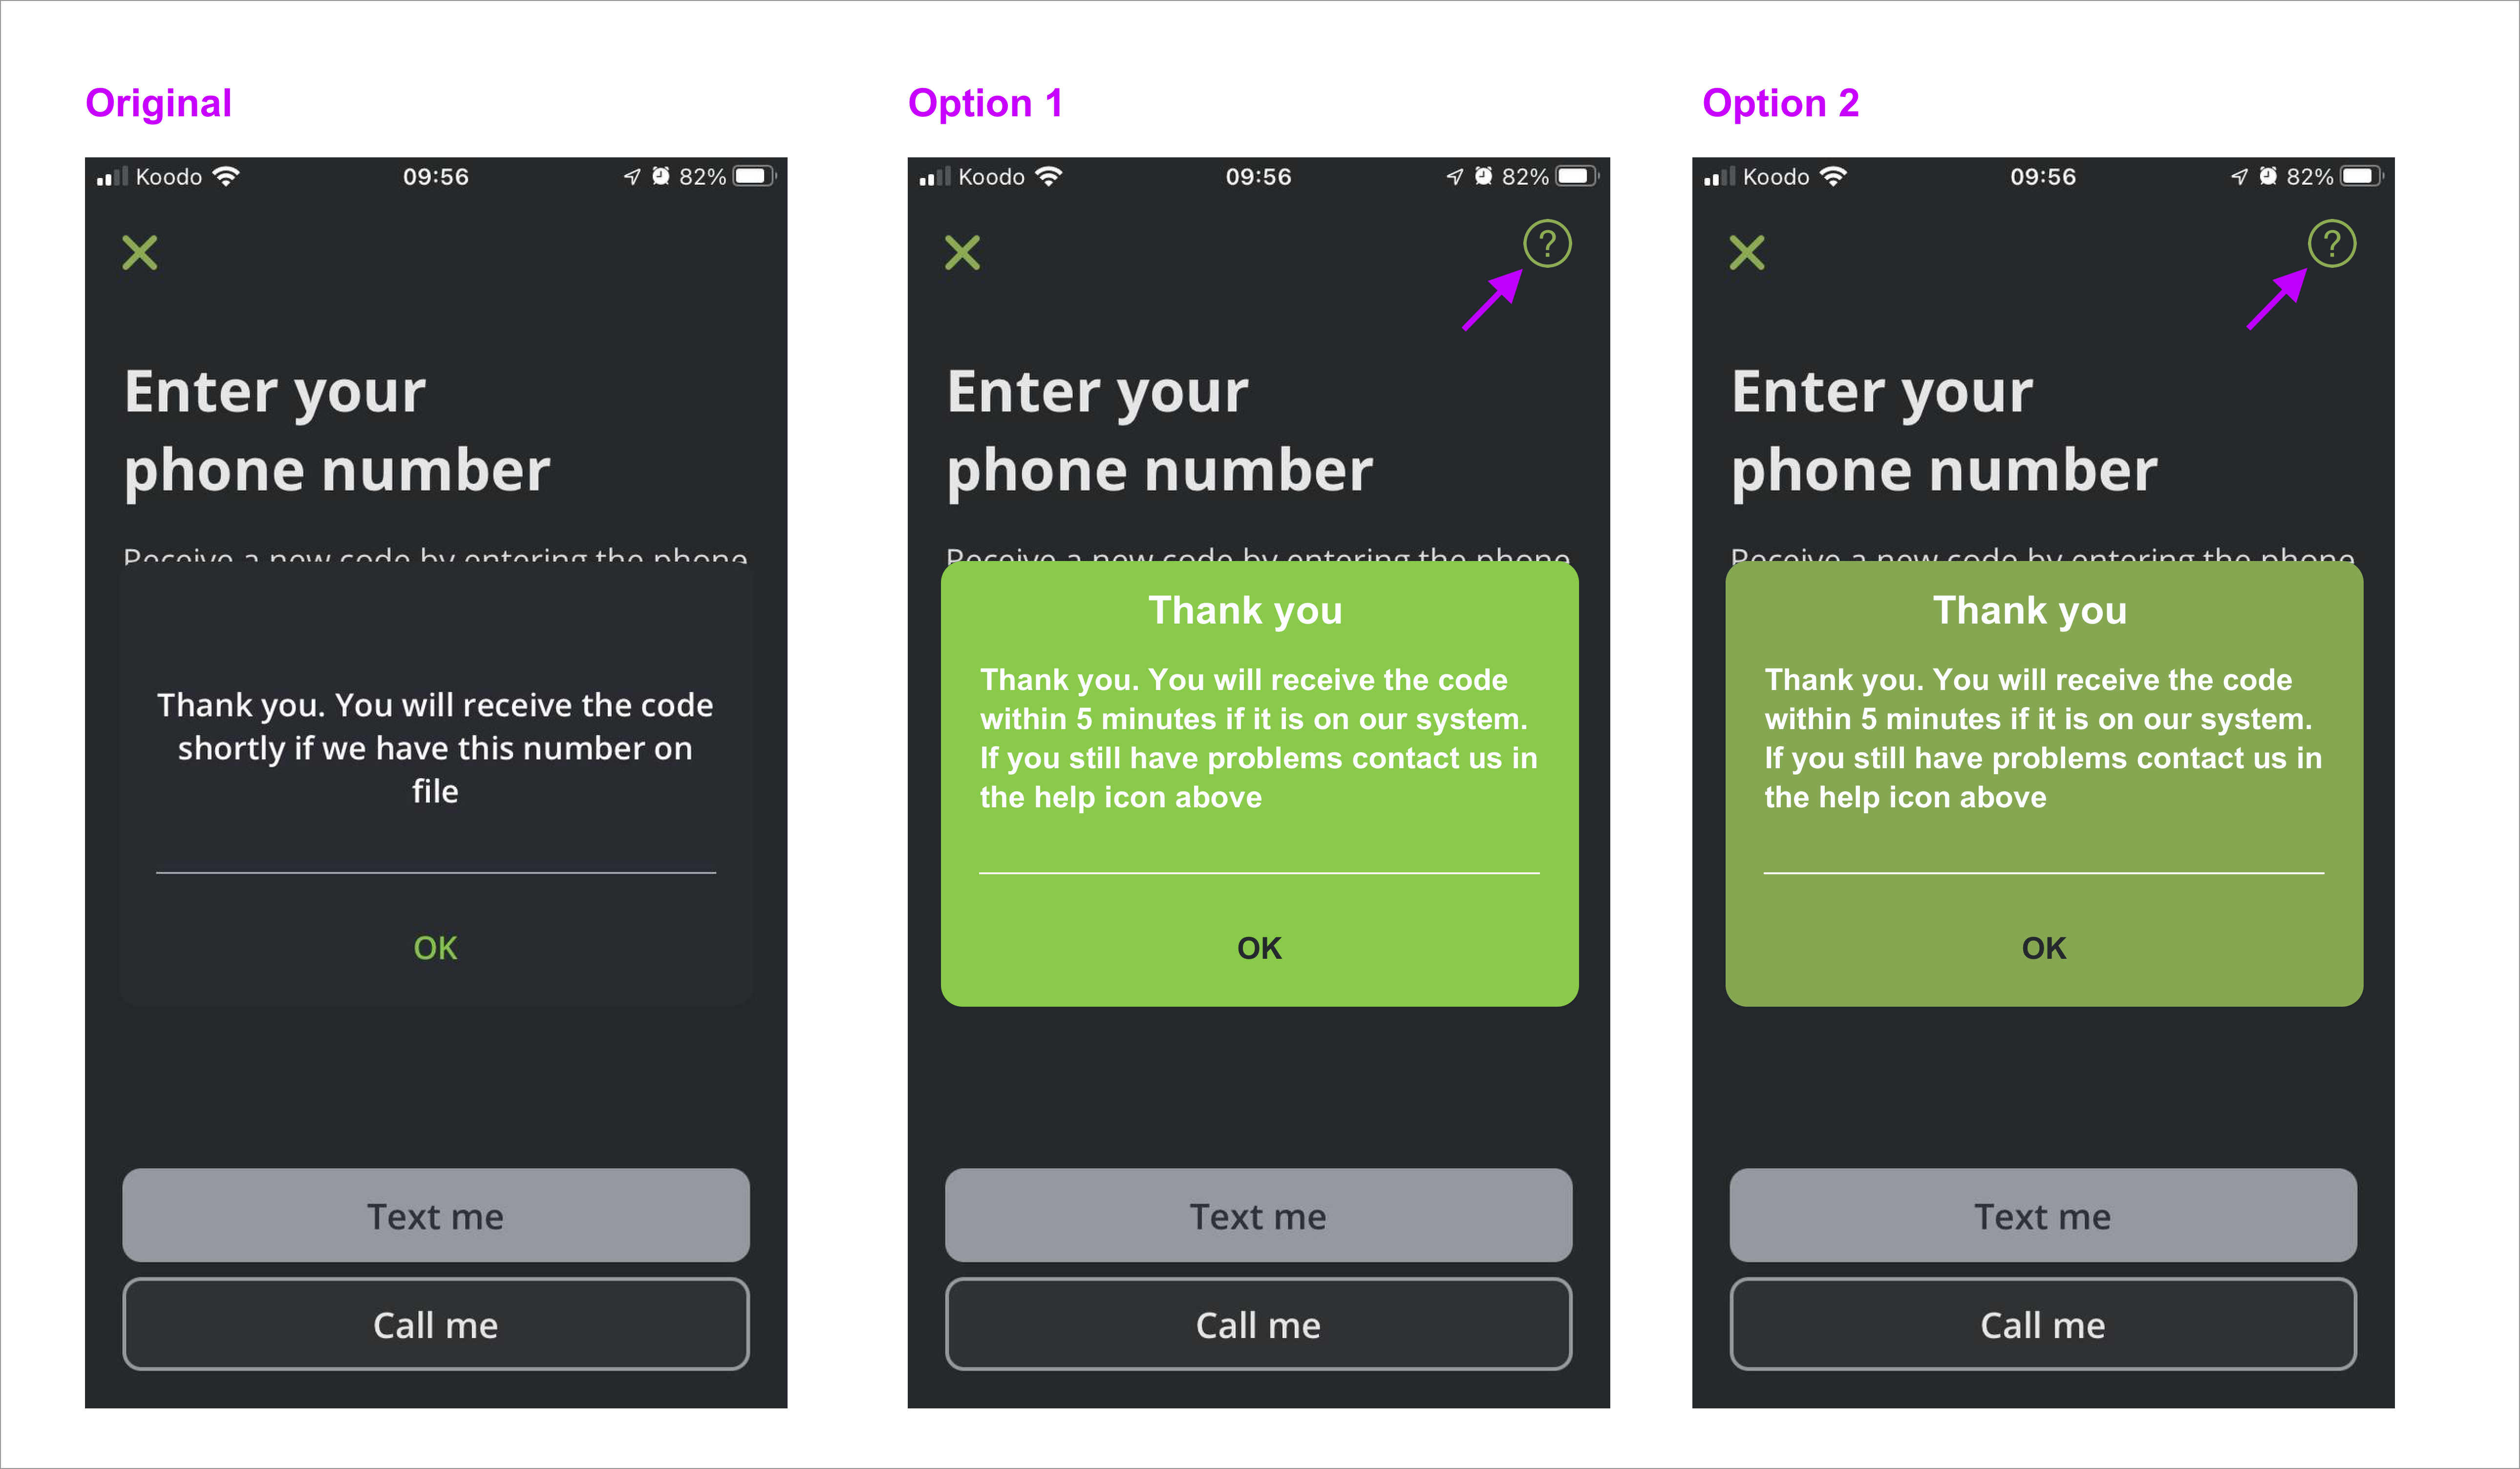 Original
Koodo 09:56 82%
Enter your
phone number
Receive a new code by entering the phone
Thank you. You will receive the code
shortly if we have this number on
file
OK
Text me
Call me
Option 1
Koodo 09:56 82%
?
Enter your
phone number
Receive a new code by entering the phone
Thank you
Thank you. You will receive the code
within 5 minutes if it is on our system.
If you still have problems contact us in
the help icon above
OK
Text me
Call me
Option 2
Koodo 09:56 82%
?
Enter your
phone number
Receive a new code by entering the phone
Thank you
Thank you. You will receive the code
within 5 minutes if it is on our system.
If you still have problems contact us in
the help icon above
OK
Text me
Call me